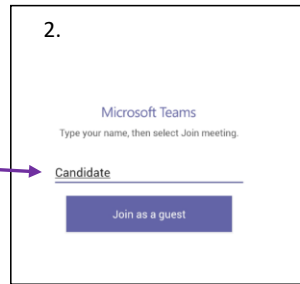 2.
Microsoft Teams
Type your name, then select Join meeting.
Candidate
Join as a guest